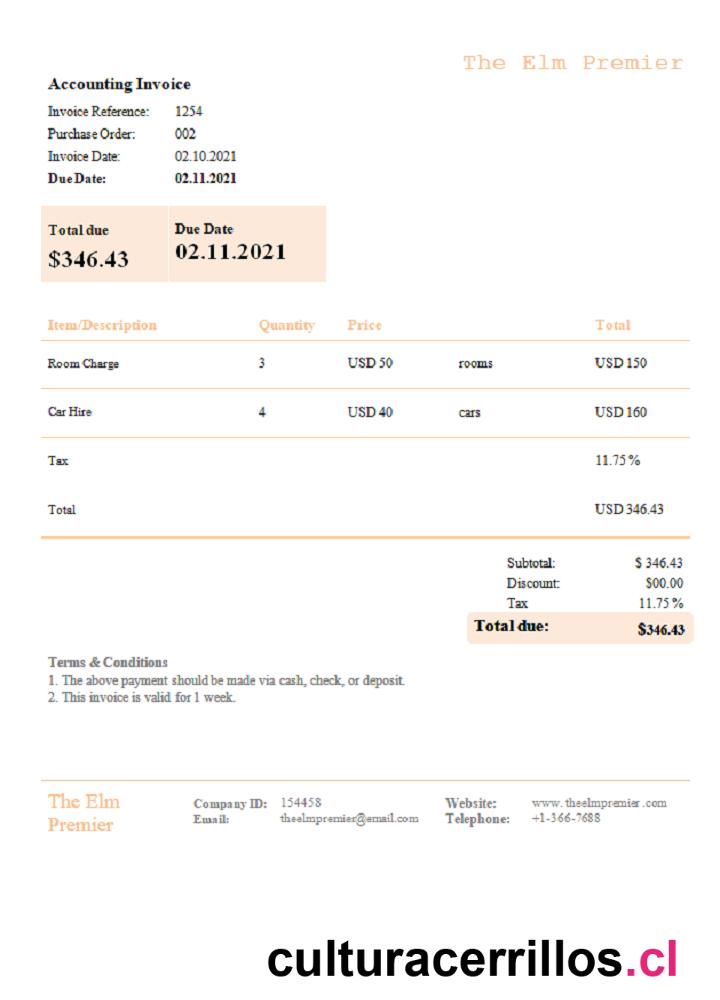 The Elm Premier
Accounting Invoice
Invoice Reference: 1254
Purchase Order: 002
Invoice Date: 02.10.2021
Due Date: 02.11.2021
Total due Due Date
$346.43 02.11.2021
Item/Description Quantity Price Total
Room Charge 3 USD 50 rooms USD 150
Car Hire 4 USD 40 cars USD 160
Tax 11.75%
Total USD 346.43
Subtotal: $ 346.43
Discount: $00.00
Tax 11.75%
Total due: $346.43
Terms & Conditions
1. The above payment should be made via cash, check, or deposit.
2. This invoice is valid for 1 week.
The Elm Premier
Company ID: 154458
Email: theelmpremier@email.com
Website: www.theelmpremier.com
Telephone: +1-366-7688
culturacerrillos.cl